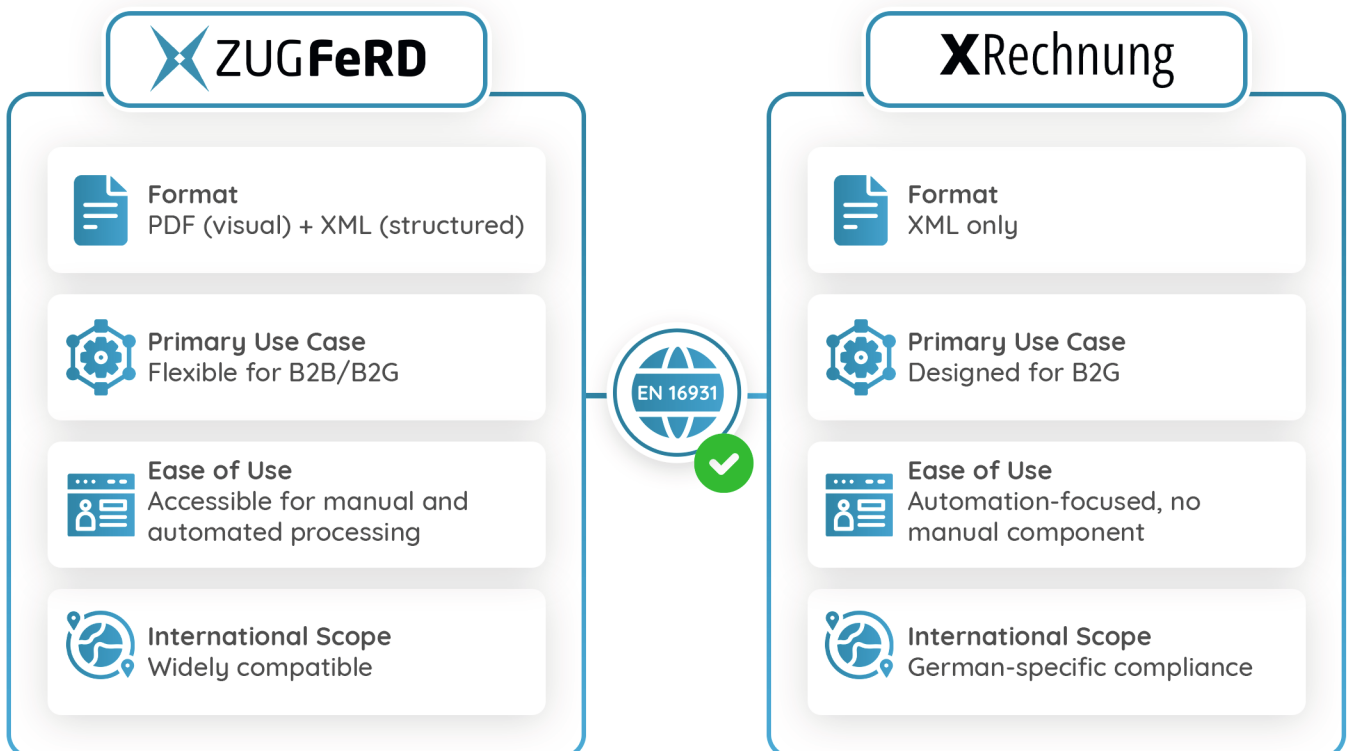 ZUGFeRD
Format
PDF (visual) + XML (structured)
Primary Use Case
Flexible for B2B/B2G
Ease of Use
Accessible for manual and
automated processing
International Scope
Widely compatible
EN 16931
XRechnung
Format
XML only
Primary Use Case
Designed for B2G
Ease of Use
Automation-focused, no
manual component
International Scope
German-specific compliance